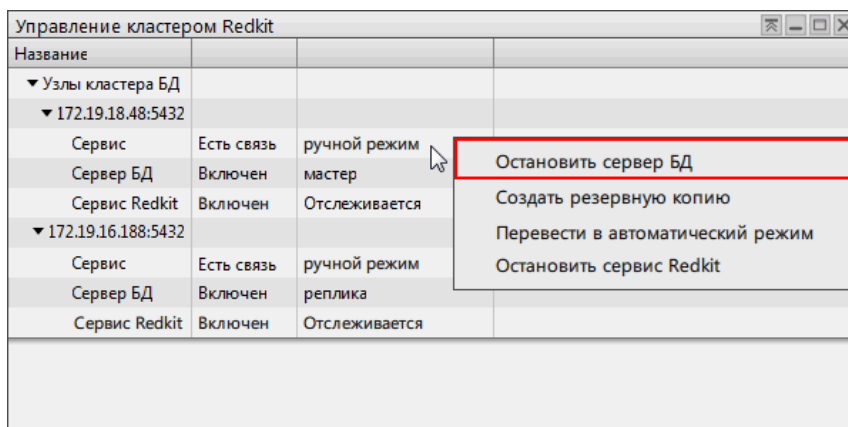 Управление кластером Redkit
Название
Узлы кластера БД
172.19.18.48:5432
Сервис Есть связь ручной режим
Сервер БД Включен мастер
Сервис Redkit Включен Отслеживается
172.19.16.188:5432
Сервис Есть связь ручной режим
Сервер БД Включен реплика
Сервис Redkit Включен Отслеживается
Остановить сервер БД
Создать резервную копию
Перевести в автоматический режим
Остановить сервис Redkit